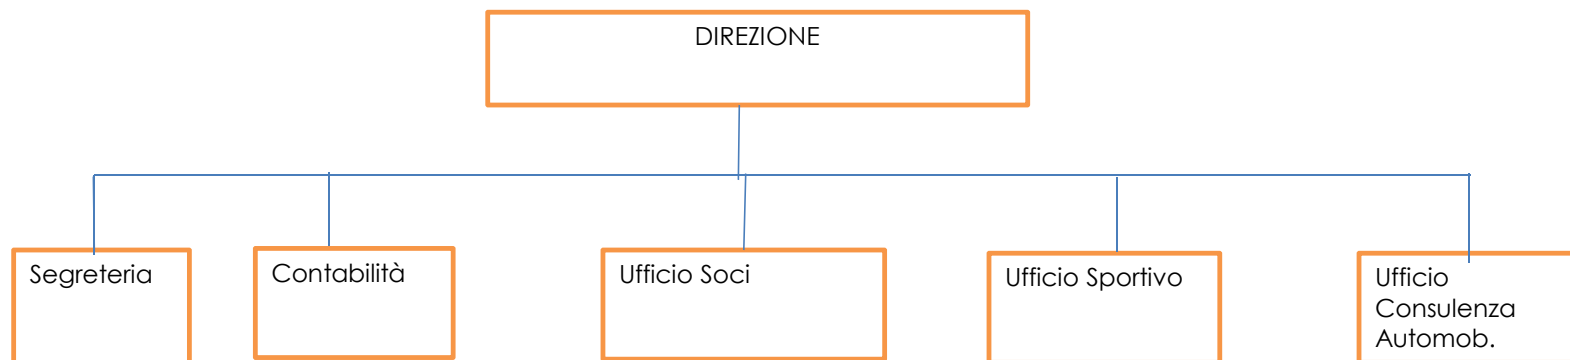 DIREZIONE
Segreteria
Contabilità
Ufficio Soci
Ufficio Sportivo
Ufficio
Consulenza
Automob.